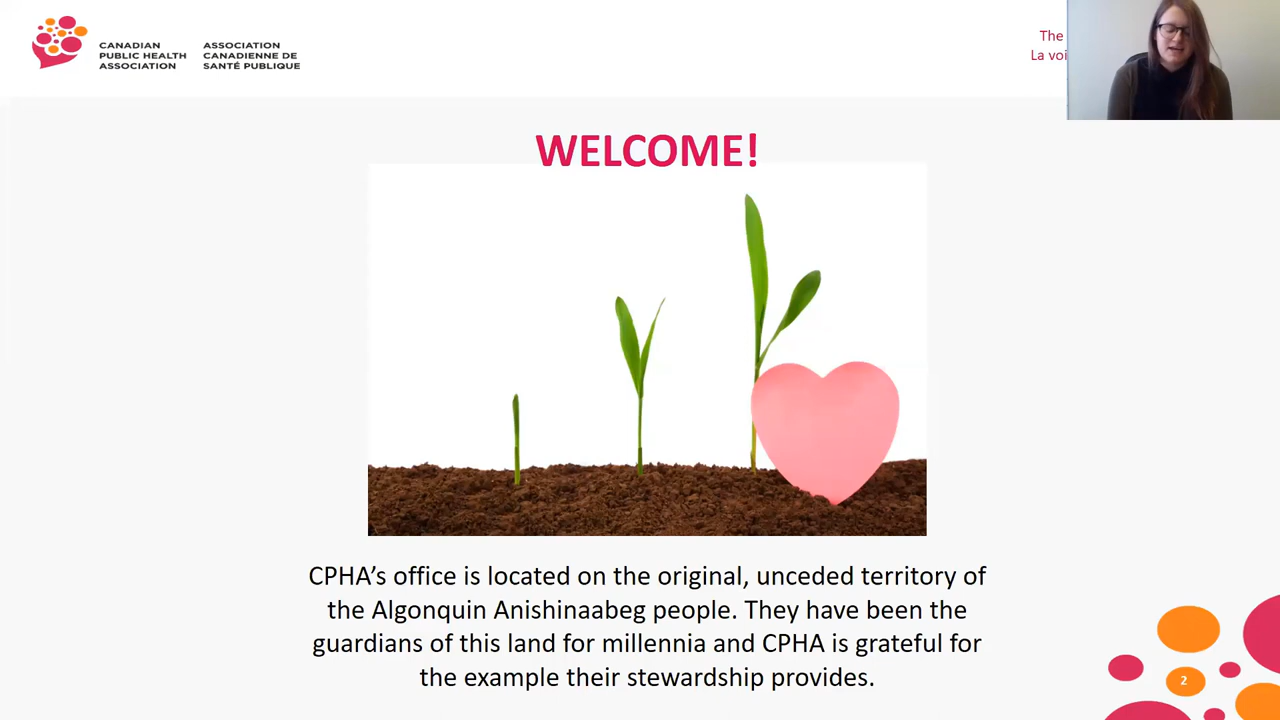 CANADIAN
PUBLIC HEALTH
ASSOCIATION
ASSOCIATION
CANADIENNE DE
SANTÉ PUBLIQUE
The
La voi
WELCOME!
CPHA’s office is located on the original, unceded territory of
the Algonquin Anishinaabeg people. They have been the
guardians of this land for millennia and CPHA is grateful for
the example their stewardship provides.
2